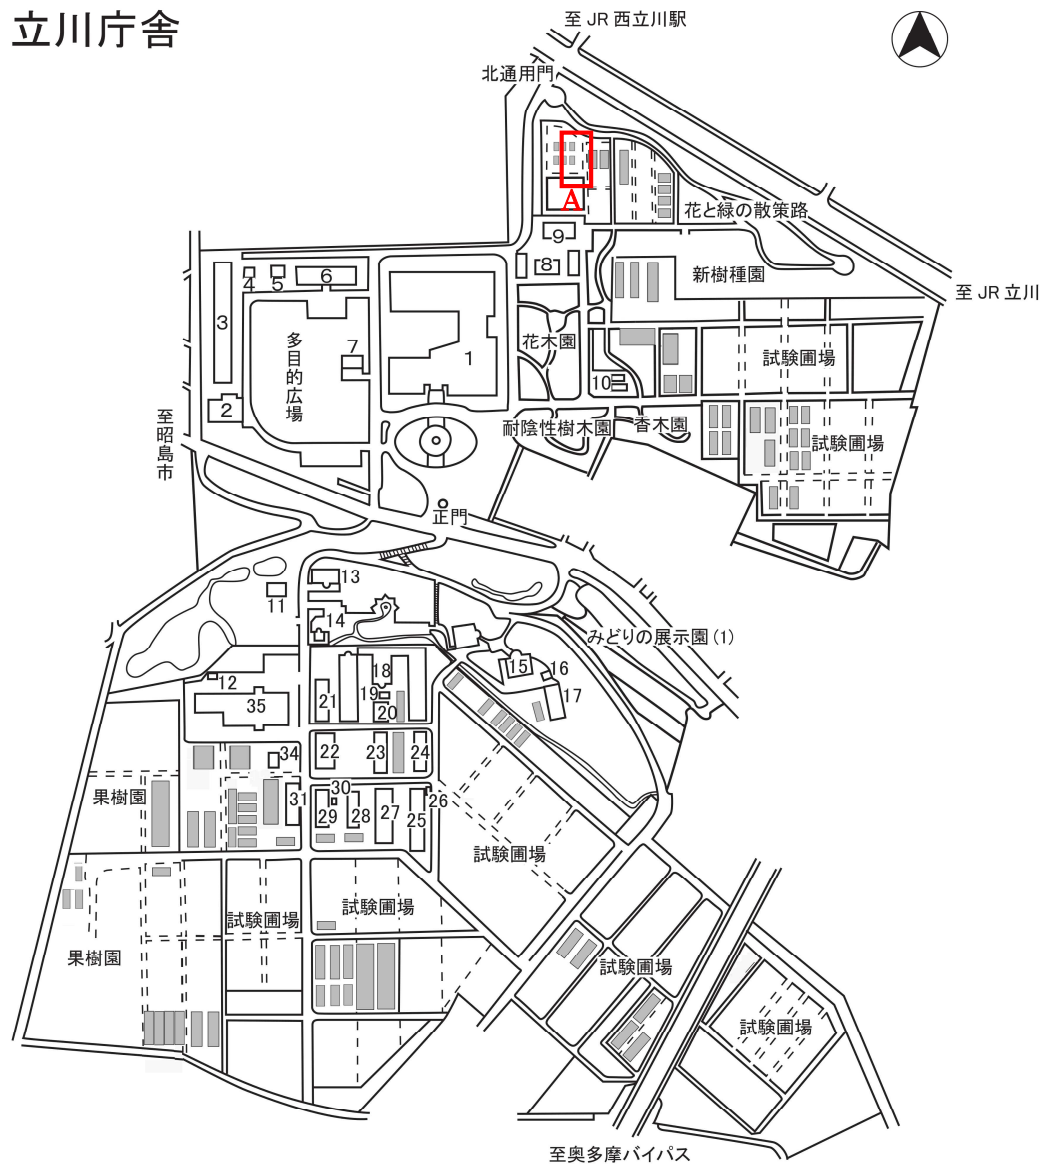 立川庁舎
至 JR 西立川駅
北通用門
A
花と緑の散策路
9
8
新樹種園
4
5
6
至 JR 立川
3
多目的広場
7
1
花木園
試験圃場
10
2
耐陰性樹木園
香木園
至昭島市
試験圃場
正門
13
11
14
みどりの展示園(1)
15
16
12
18
17
35
21
19
20
34
22
23
24
果樹園
31
30
26
29
28
27
25
試験圃場
試験圃場
試験圃場
果樹園
試験圃場
試験圃場
至奥多摩バイパス